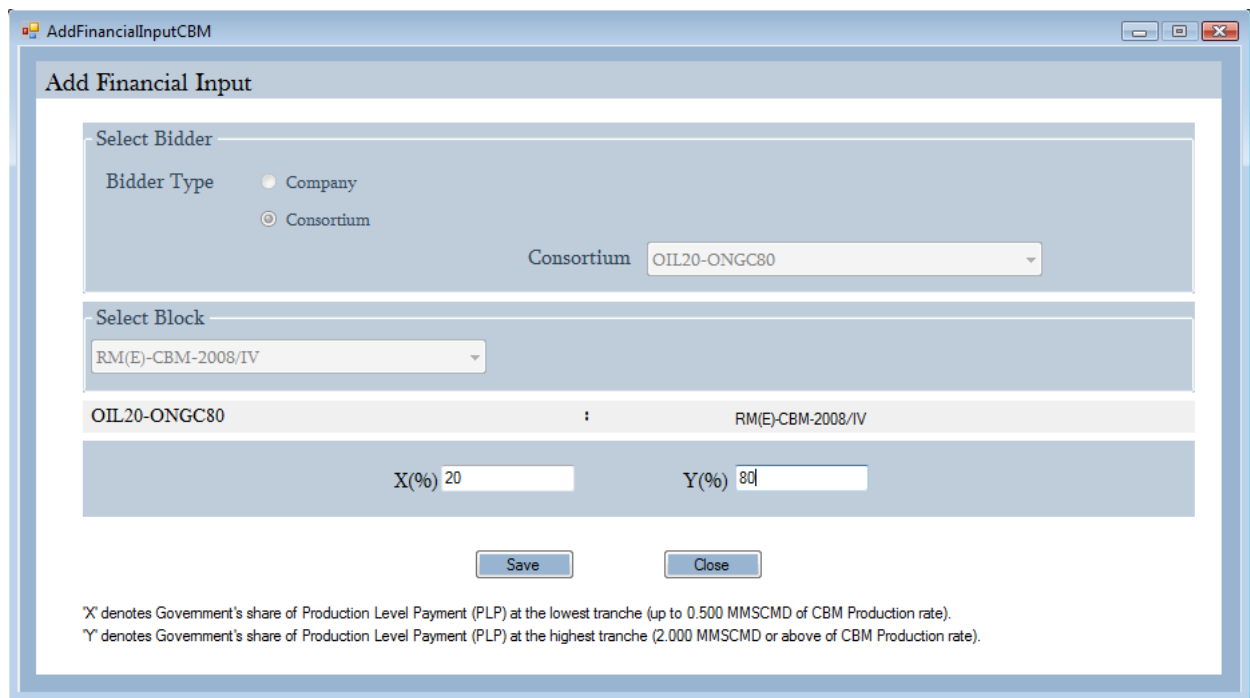 AddFinancialInputCBM
Add Financial Input
Select Bidder
Bidder Type
Company
Consortium
Consortium OIL20-ONGC80
Select Block
RM(E)-CBM-2008/IV
OIL20-ONGC80 : RM(E)-CBM-2008/IV
X(%) 20 Y(%) 80
Save Close
'X' denotes Government's share of Production Level Payment (PLP) at the lowest tranche (up to 0.500 MMSCMD of CBM Production rate).
'Y' denotes Government's share of Production Level Payment (PLP) at the highest tranche (2.000 MMSCMD or above of CBM Production rate).